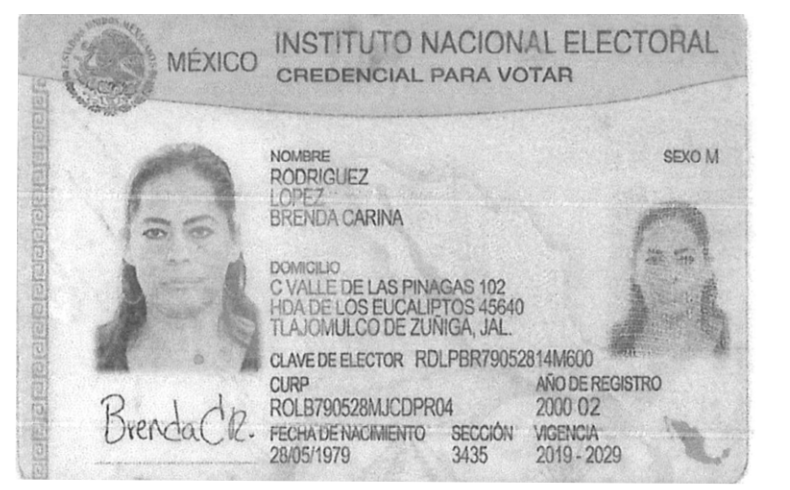 ESTADOS UNIDOS MEXICANOS
MÉXICO
INSTITUTO NACIONAL ELECTORAL
CREDENCIAL PARA VOTAR
NOMBRE
SEXO M
RODRIGUEZ
LOPEZ
BRENDA CARINA
DOMICILIO
C VALLE DE LAS PINAGAS 102
HDA DE LOS EUCALIPTOS 45640
TLAJOMULCO DE ZUÑIGA, JAL.
CLAVE DE ELECTOR RDLPBR79052814M600
CURP
AÑO DE REGISTRO
ROLB790528MJCDPR04
2000 02
FECHA DE NACIMIENTO SECCIÓN VIGENCIA
28/05/1979 3435 2019 - 2029
Brenda C R.